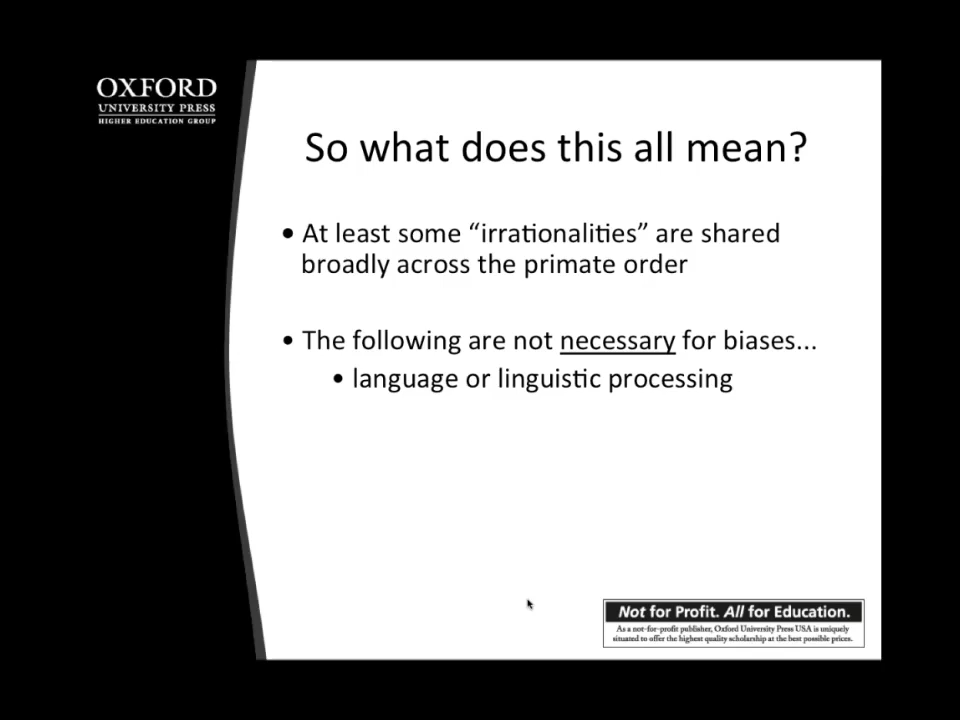 OXFORD
UNIVERSITY PRESS
HIGHER EDUCATION GROUP
So what does this all mean?
• At least some “irrationalities” are shared
broadly across the primate order
• The following are not necessary for biases...
• language or linguistic processing
Not for Profit. All for Education.
As a not-for-profit publisher, Oxford University Press USA is uniquely
situated to offer the highest quality scholarship at the best possible prices.